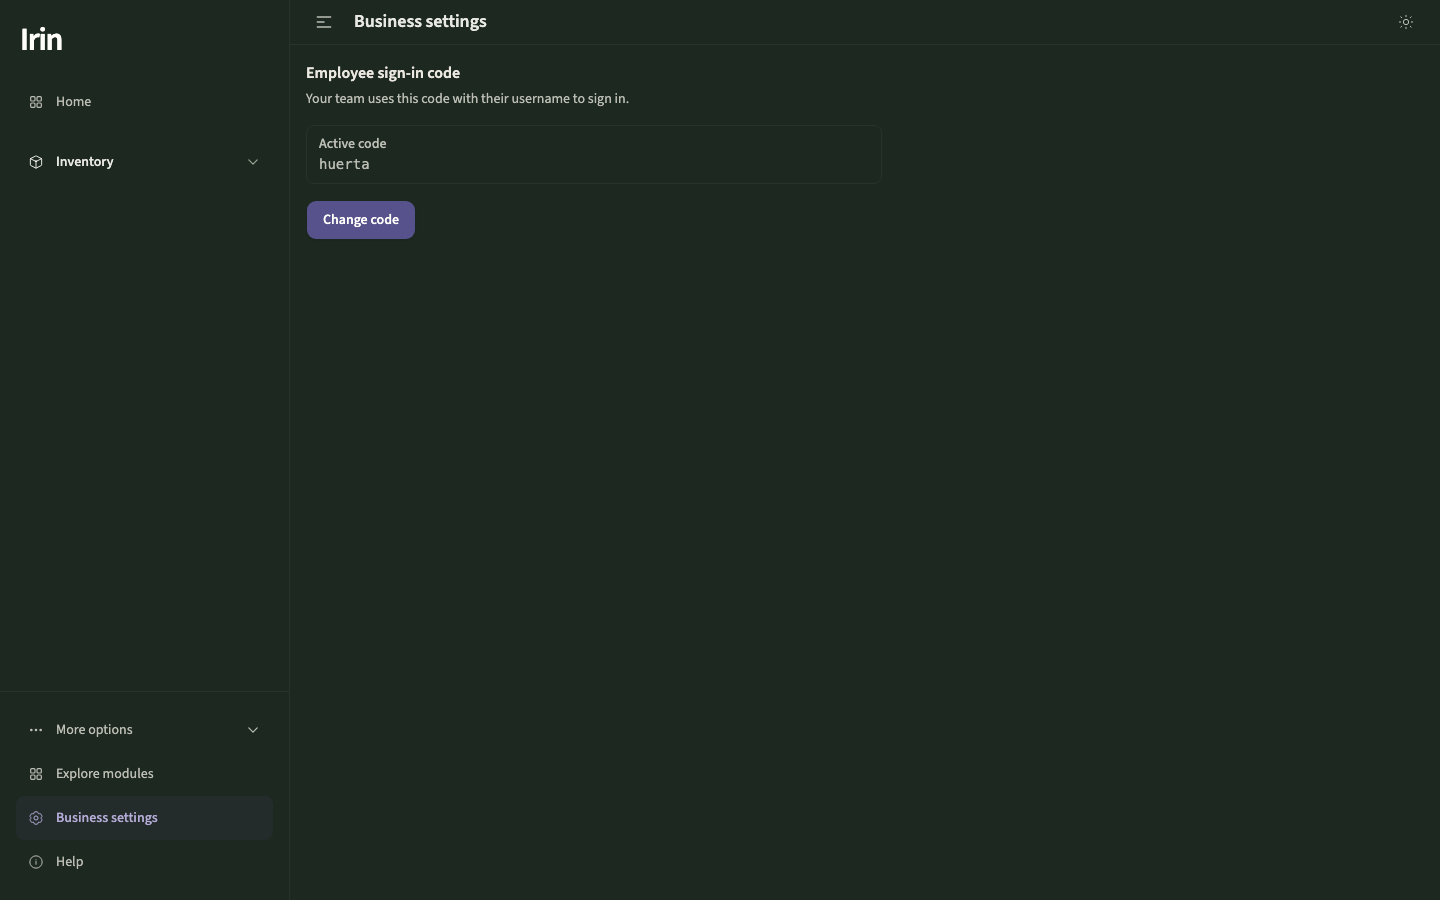 Irin
Home
Inventory
More options
Explore modules
Business settings
Help
Business settings
Employee sign-in code
Your team uses this code with their username to sign in.
Active code
huerta
Change code